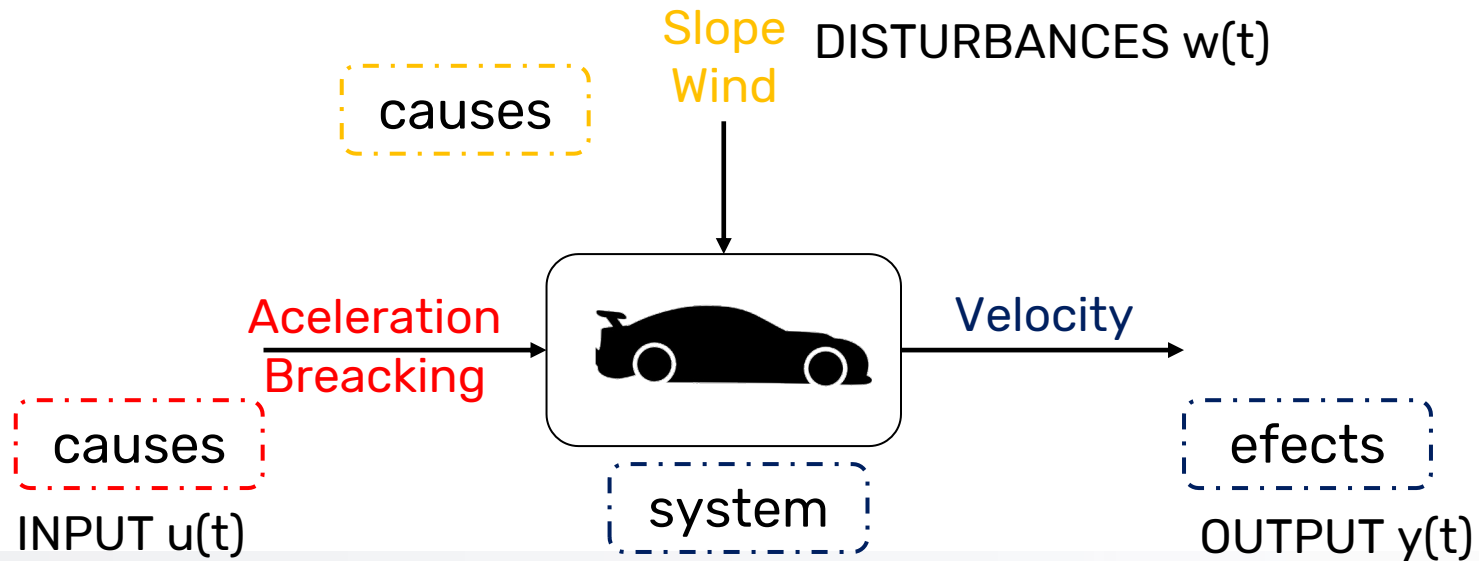 Slope
Wind
DISTURBANCES w(t)
causes
Aceleration
Breacking
Velocity
causes
INPUT u(t)
system
efects
OUTPUT y(t)